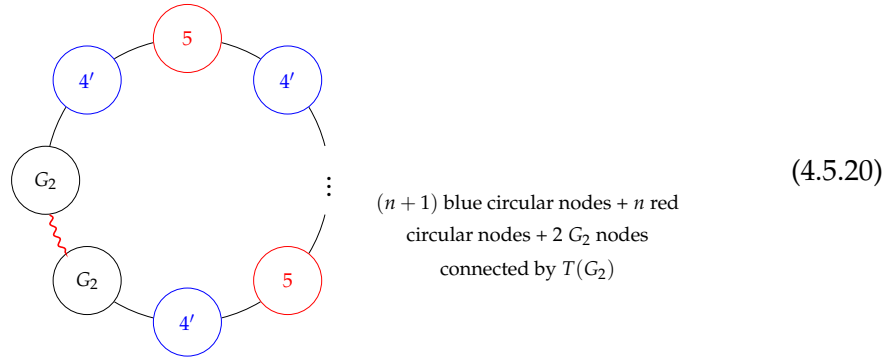 5
4′
4′
G₂
⋮
(4.5.20)
(n + 1) blue circular nodes + n red
circular nodes + 2 G₂ nodes
connected by T(G₂)
G₂
5
4′